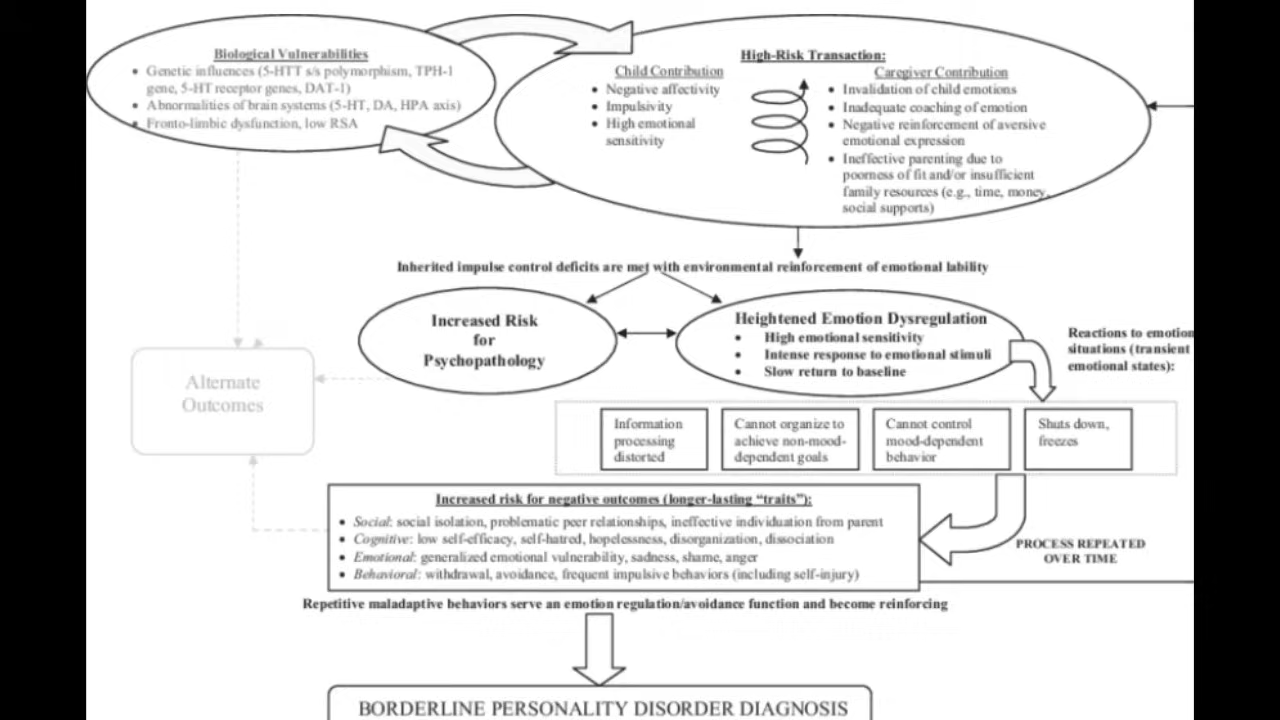 Biological Vulnerabilities
• Genetic influences (5-HTT s/s polymorphism, TPH-1
gene, 5-HT receptor genes, DAT-1)
• Abnormalities of brain systems (5-HT, DA, HPA axis)
• Fronto-limbic dysfunction, low RSA
High-Risk Transaction:
Child Contribution
• Negative affectivity
• Impulsivity
• High emotional
sensitivity
Caregiver Contribution
• Invalidation of child emotions
• Inadequate coaching of emotion
• Negative reinforcement of aversive
emotional expression
• Ineffective parenting due to
poorness of fit and/or insufficient
family resources (e.g., time, money,
social supports)
Inherited impulse control deficits are met with environmental reinforcement of emotional lability
Increased Risk
for
Psychopathology
Heightened Emotion Dysregulation
• High emotional sensitivity
• Intense response to emotional stimuli
• Slow return to baseline
Reactions to emotion
situations (transient
emotional states):
Alternate
Outcomes
Information
processing
distorted
Cannot organize to
achieve non-mood-
dependent goals
Cannot control
mood-dependent
behavior
Shuts down,
freezes
Increased risk for negative outcomes (longer-lasting “traits”):
• Social: social isolation, problematic peer relationships, ineffective individuation from parent
• Cognitive: low self-efficacy, self-hatred, hopelessness, disorganization, dissociation
• Emotional: generalized emotional vulnerability, sadness, shame, anger
• Behavioral: withdrawal, avoidance, frequent impulsive behaviors (including self-injury)
PROCESS REPEATED
OVER TIME
Repetitive maladaptive behaviors serve an emotion regulation/avoidance function and become reinforcing
BORDERLINE PERSONALITY DISORDER DIAGNOSIS